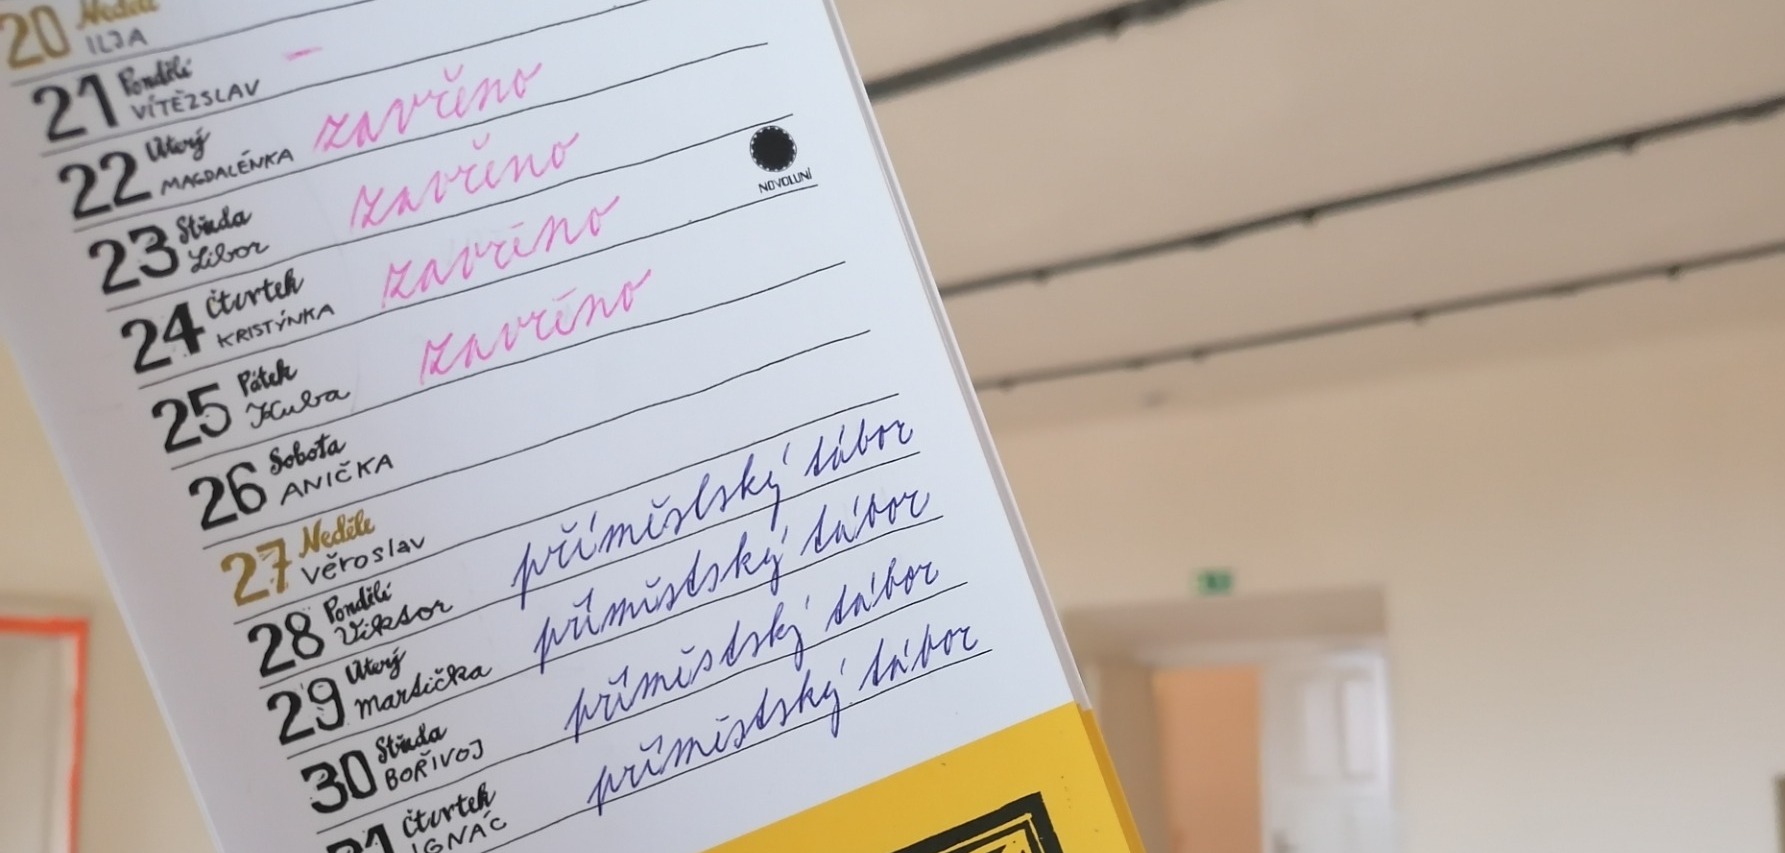 20 Neděle ILJA
21 Pondělí VÍTĚZSLAV –
22 Úterý MAGDALÉNKA zavřeno
23 Středa Libor zavřeno
24 Čtvrtek KRISTÝNKA zavřeno NOVOLUNÍ
25 Pátek Kuba zavřeno
26 Sobota ANIČKA
27 Neděle Věroslav
28 Pondělí Viktor příměstský tábor
29 Úterý Martička příměstský tábor
30 Středa BOŘIVOJ příměstský tábor
31 Čtvrtek IGNÁC příměstský tábor